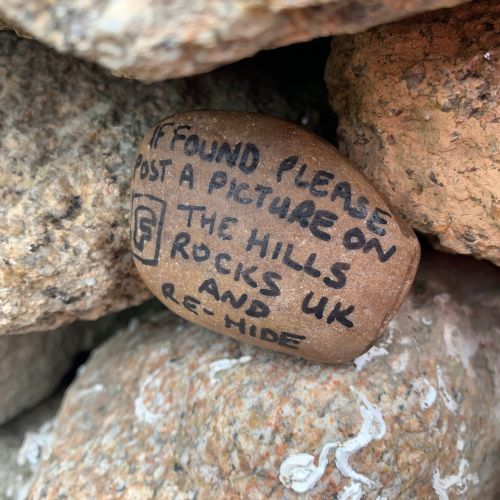 IF FOUND PLEASE
POST A PICTURE ON
THE HILLS
ROCKS UK
AND
RE-HIDE